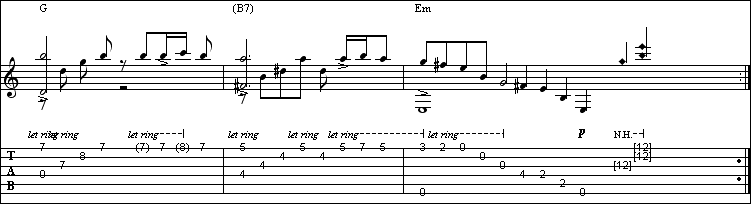 G (B7) Em
let ring let ring let ring let ring let ring let ring let ring p N.H.
T 7 7 (7) 7 (8) 7 5 5 5 7 5 3 2 0 [12]
8 4 4 0 [12]
A 7 4 0 [12]
0 4 4 2
B 2
0 0